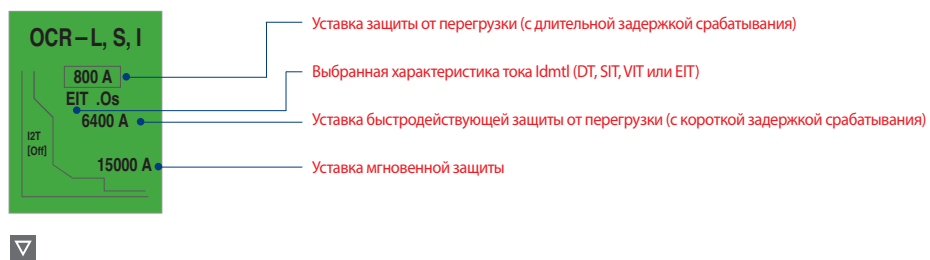 OCR – L, S, I
800 A
EIT .Os
6400 A
I2T
[Off]
15000 A
Уставка защиты от перегрузки (с длительной задержкой срабатывания)
Выбранная характеристика тока Idmtl (DT, SIT, VIT или EIT)
Уставка быстродействующей защиты от перегрузки (с короткой задержкой срабатывания)
Уставка мгновенной защиты